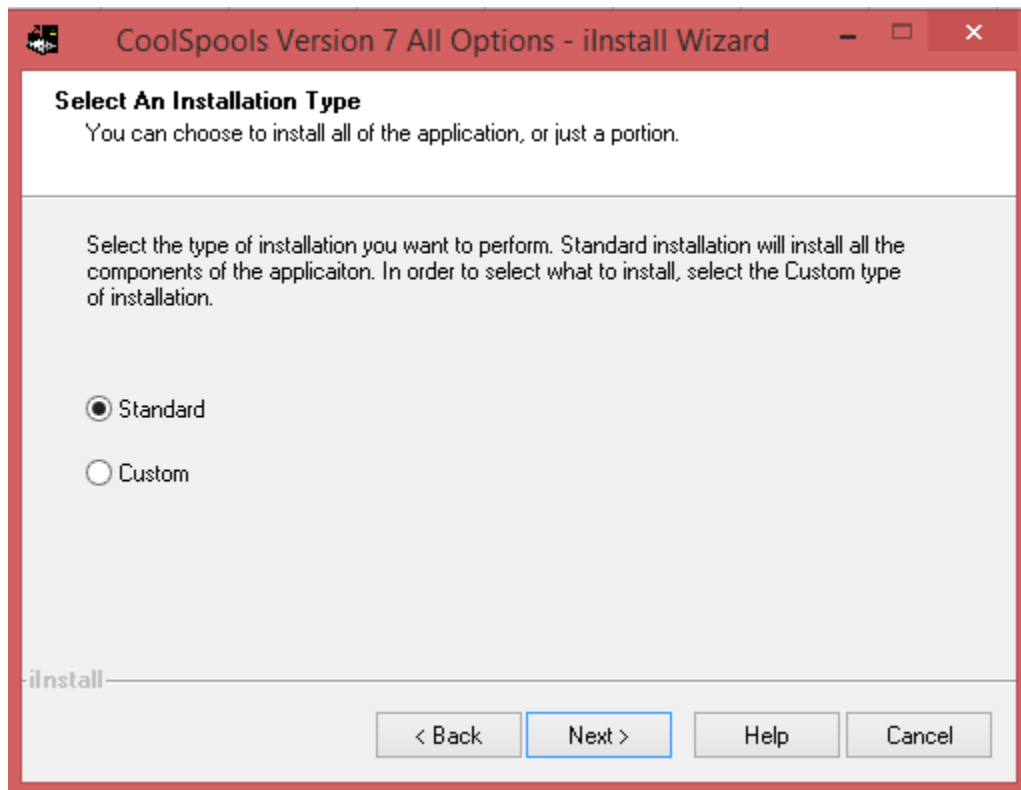 CoolSpools Version 7 All Options - iInstall Wizard
Select An Installation Type
You can choose to install all of the application, or just a portion.
Select the type of installation you want to perform. Standard installation will install all the
components of the applicaiton. In order to select what to install, select the Custom type
of installation.
Standard
Custom
iInstall
< Back Next > Help Cancel